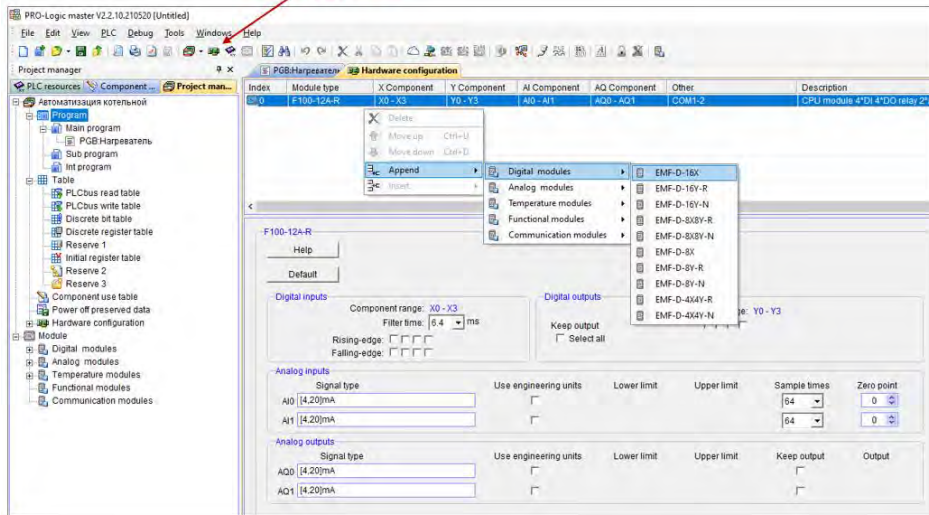 PRO-Logic master V2.2.10.210520 [Untitled]
File Edit View PLC Debug Tools Windows Help
Project manager
PLC resources Component ... Project man...
Автоматизация котельной
Program
Main program
PGB:Нагреватель
Sub program
Int program
Table
PLCbus read table
PLCbus write table
Discrete bit table
Discrete register table
Reserve 1
Initial register table
Reserve 2
Reserve 3
Component use table
Power off preserved data
Hardware configuration
Module
Digital modules
Analog modules
Temperature modules
Functional modules
Communication modules
PGB:Нагревател Hardware configuration
Index Module type X Component Y Component AI Component AQ Component Other Description
0 F100-12A-R X0 - X3 Y0 - Y3 AI0 - AI1 AQ0 - AQ1 COM1-2 CPU module 4*DI 4*DO relay 2*
Delete
Move up Ctrl+U
Move down Ctrl+D
Append
Insert
Digital modules
Analog modules
Temperature modules
Functional modules
Communication modules
EMF-D-16X
EMF-D-16Y-R
EMF-D-16Y-N
EMF-D-8X8Y-R
EMF-D-8X8Y-N
EMF-D-8X
EMF-D-8Y-R
EMF-D-8Y-N
EMF-D-4X4Y-R
EMF-D-4X4Y-N
F100-12A-R
Help
Default
Digital inputs
Component range: X0 - X3
Filter time: 6.4 ms
Rising-edge:
Falling-edge:
Digital outputs
Y0 - Y3
Keep output
Select all
Analog inputs
Signal type Use engineering units Lower limit Upper limit Sample times Zero point
AI0 [4,20]mA 64 0
AI1 [4,20]mA 64 0
Analog outputs
Signal type Use engineering units Lower limit Upper limit Keep output Output
AQ0 [4,20]mA
AQ1 [4,20]mA